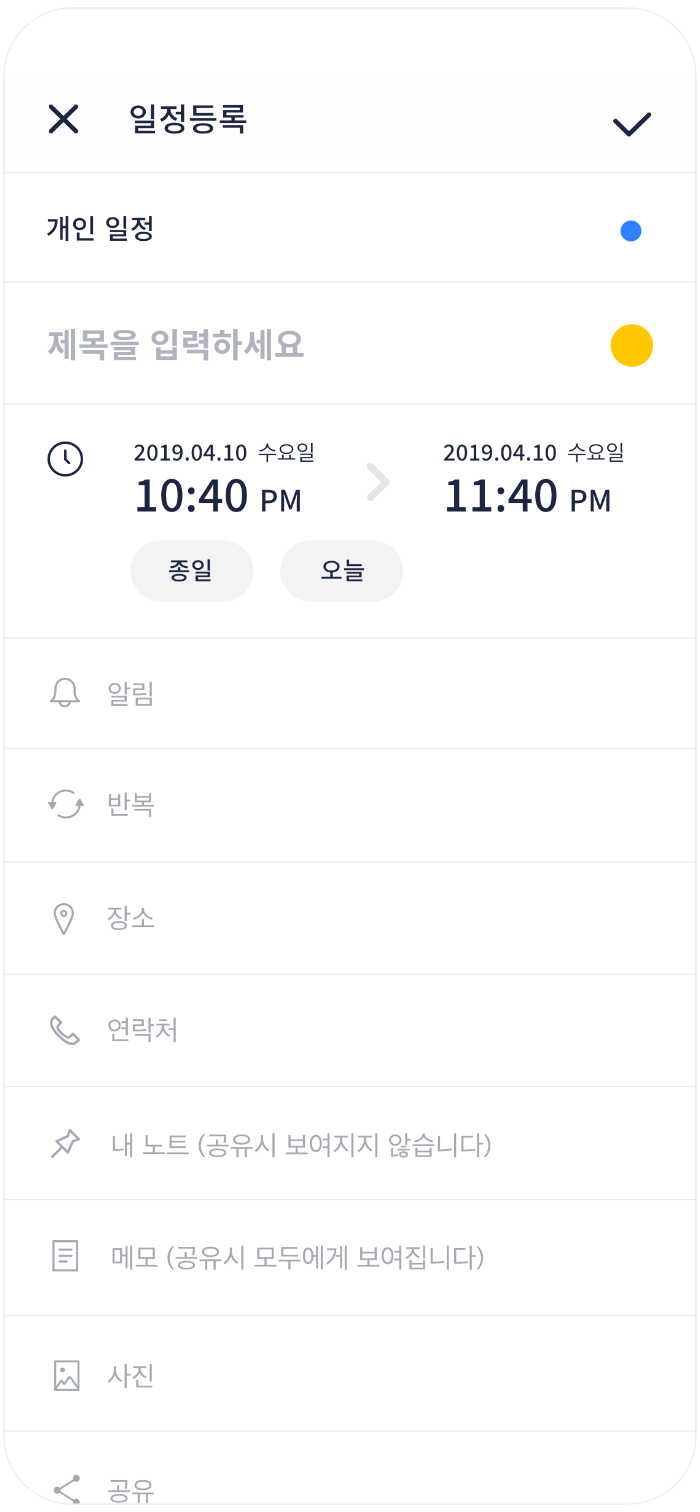 일정등록
개인 일정
제목을 입력하세요
2019.04.10 수요일
10:40 PM
2019.04.10 수요일
11:40 PM
종일
오늘
알림
반복
장소
연락처
내 노트 (공유시 보여지지 않습니다)
메모 (공유시 모두에게 보여집니다)
사진
공유